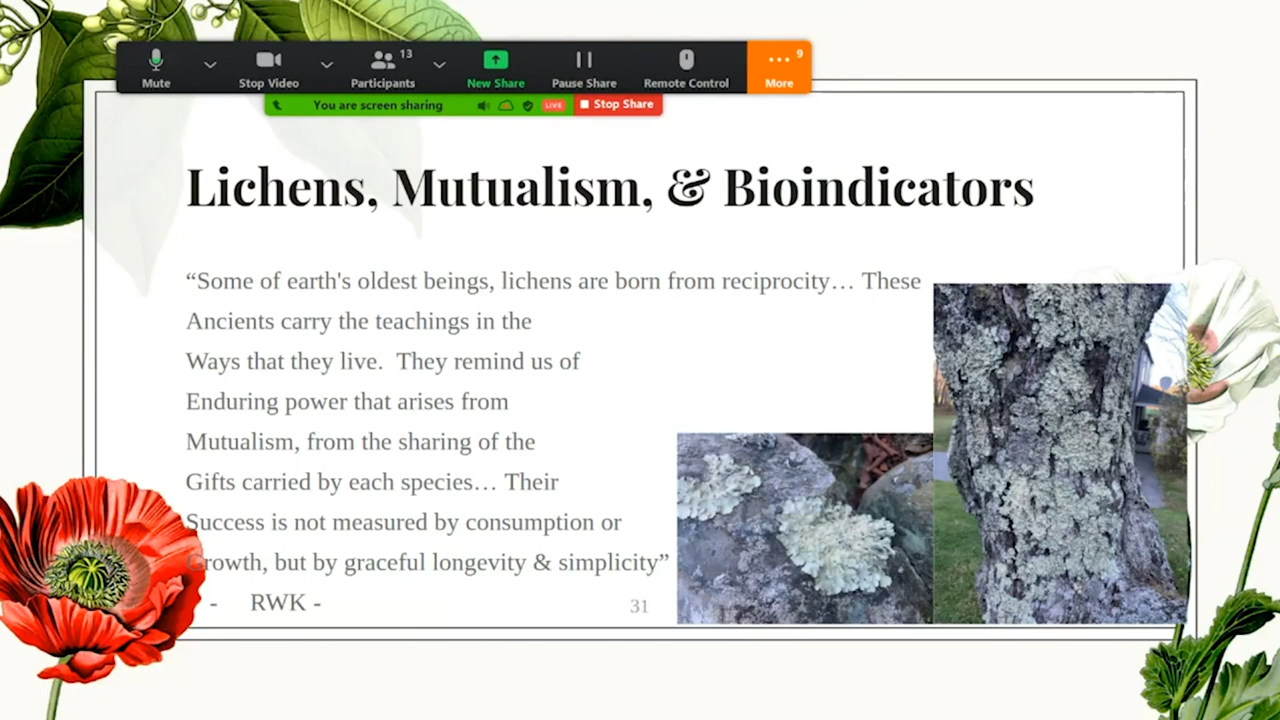 13
9
Mute
Stop Video
Participants
New Share
Pause Share
Remote Control
More
You are screen sharing
LIVE
Stop Share
Lichens, Mutualism, & Bioindicators
“Some of earth's oldest beings, lichens are born from reciprocity… These
Ancients carry the teachings in the
Ways that they live.  They remind us of
Enduring power that arises from
Mutualism, from the sharing of the
Gifts carried by each species… Their
Success is not measured by consumption or
Growth, but by graceful longevity & simplicity”
- RWK -
31